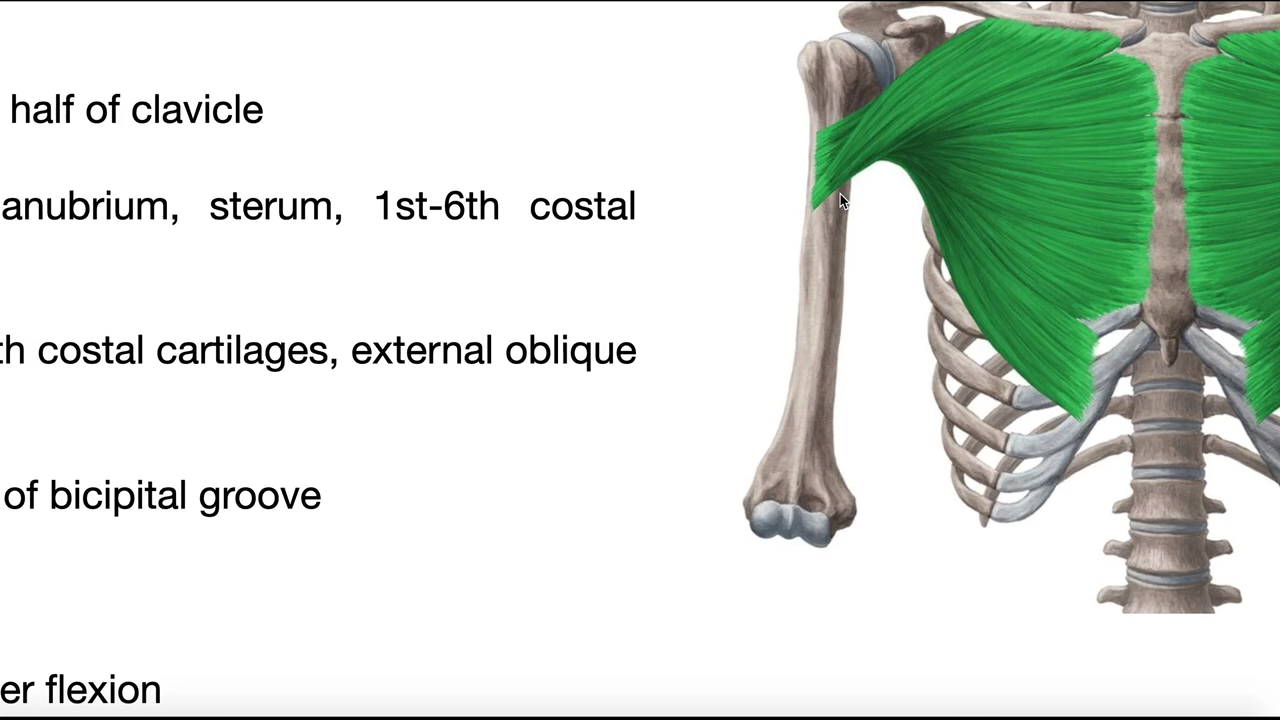 half of clavicle
anubrium, sterum, 1st-6th costal
th costal cartilages, external oblique
of bicipital groove
er flexion